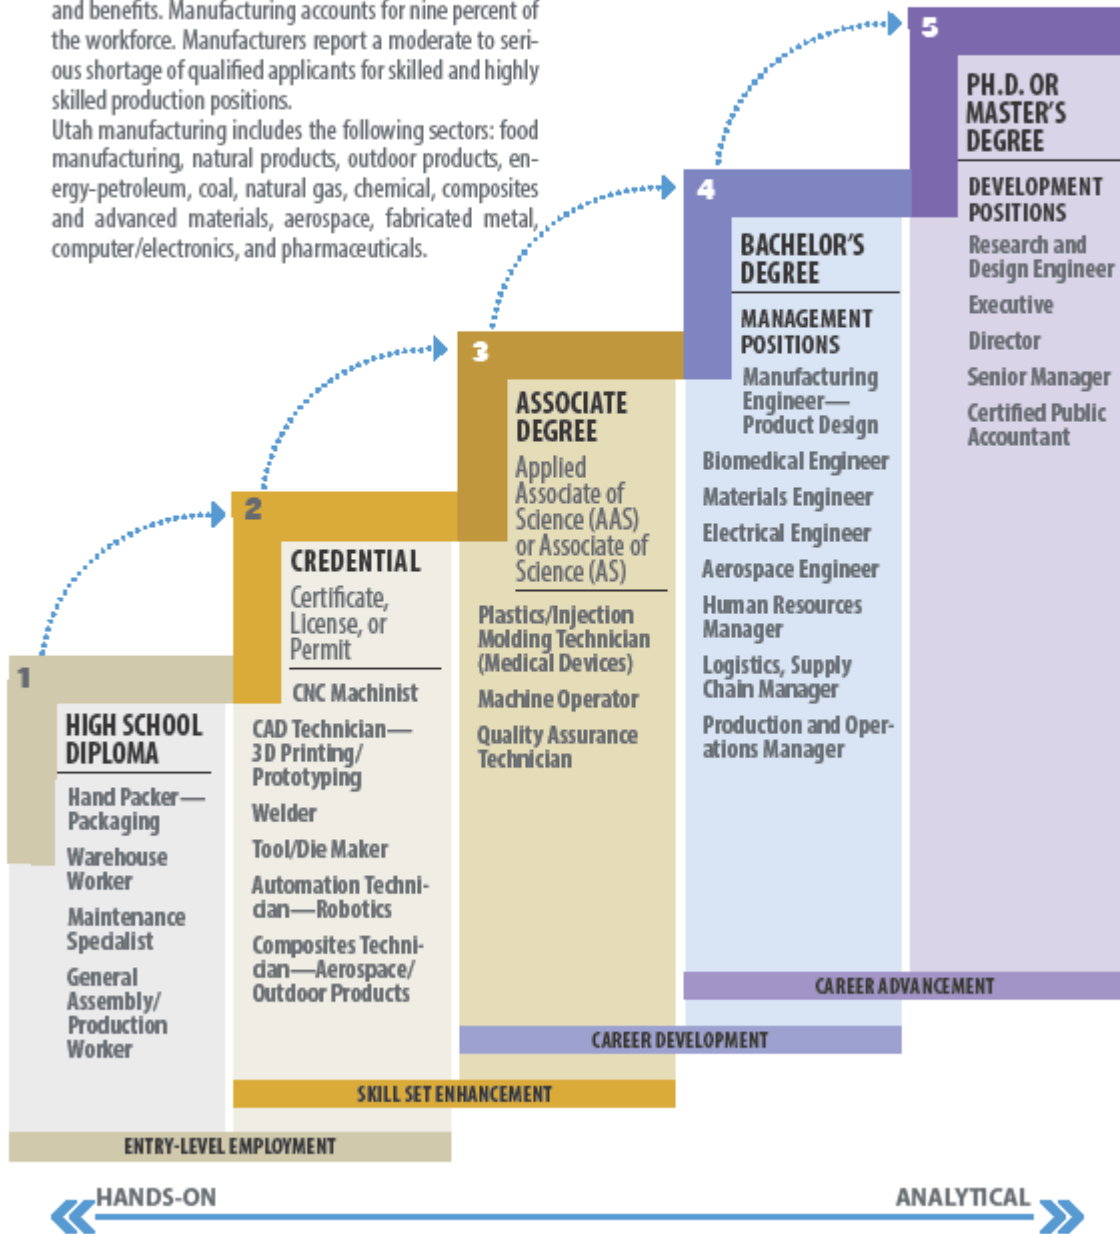 and benefits. Manufacturing accounts for nine percent of
the workforce. Manufacturers report a moderate to seri-
ous shortage of qualified applicants for skilled and highly
skilled production positions.
Utah manufacturing includes the following sectors: food
manufacturing, natural products, outdoor products, en-
ergy-petroleum, coal, natural gas, chemical, composites
and advanced materials, aerospace, fabricated metal,
computer/electronics, and pharmaceuticals.
1
HIGH SCHOOL
DIPLOMA
Hand Packer—
Packaging
Warehouse
Worker
Maintenance
Specialist
General
Assembly/
Production
Worker
2
CREDENTIAL
Certificate,
License, or
Permit
CNC Machinist
CAD Technician—
3D Printing/
Prototyping
Welder
Tool/Die Maker
Automation Techni-
cian—Robotics
Composites Techni-
cian—Aerospace/
Outdoor Products
3
ASSOCIATE
DEGREE
Applied
Associate of
Science (AAS)
or Associate of
Science (AS)
Plastics/Injection
Molding Technician
(Medical Devices)
Machine Operator
Quality Assurance
Technician
4
BACHELOR'S
DEGREE
MANAGEMENT
POSITIONS
Manufacturing
Engineer—
Product Design
Biomedical Engineer
Materials Engineer
Electrical Engineer
Aerospace Engineer
Human Resources
Manager
Logistics, Supply
Chain Manager
Production and Oper-
ations Manager
5
PH.D. OR
MASTER'S
DEGREE
DEVELOPMENT
POSITIONS
Research and
Design Engineer
Executive
Director
Senior Manager
Certified Public
Accountant
CAREER ADVANCEMENT
CAREER DEVELOPMENT
SKILL SET ENHANCEMENT
ENTRY-LEVEL EMPLOYMENT
HANDS-ON
ANALYTICAL